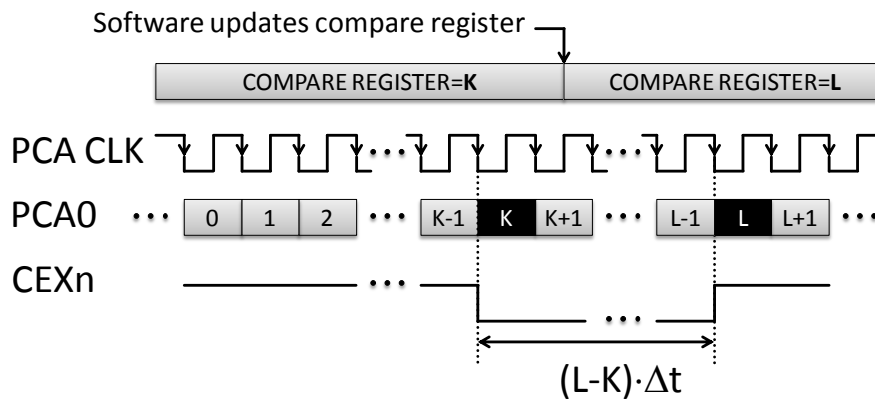 Software updates compare register
COMPARE REGISTER=K COMPARE REGISTER=L
PCA CLK ••• •••
PCA0 ••• 0 1 2 ••• K-1 K K+1 ••• L-1 L L+1 •••
CEXn ••• •••
(L-K)·Δt